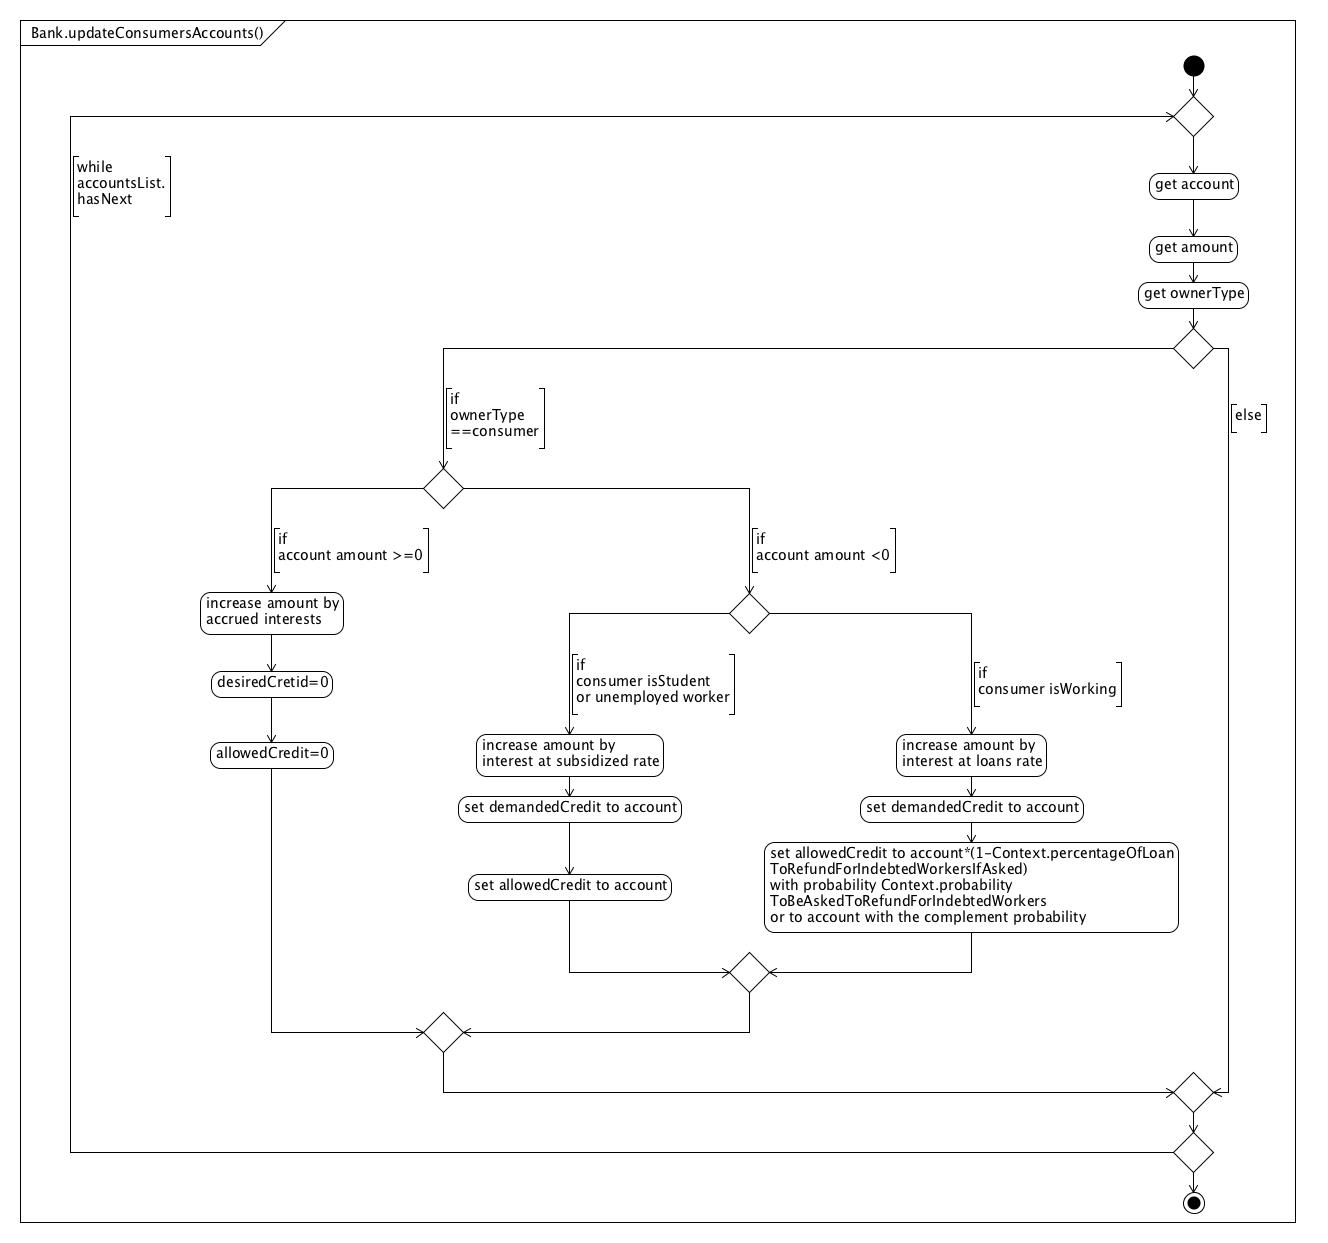 Bank.updateConsumersAccounts()
while
accountsList.
hasNext
get account
get amount
get ownerType
if
ownerType
==consumer
else
if
account amount >=0
if
account amount <0
increase amount by
accrued interests
desiredCretid=0
allowedCredit=0
if
consumer isStudent
or unemployed worker
if
consumer isWorking
increase amount by
interest at subsidized rate
set demandedCredit to account
set allowedCredit to account
increase amount by
interest at loans rate
set demandedCredit to account
set allowedCredit to account*(1-Context.percentageOfLoan
ToRefundForIndebtedWorkersIfAsked)
with probability Context.probability
ToBeAskedToRefundForIndebtedWorkers
or to account with the complement probability